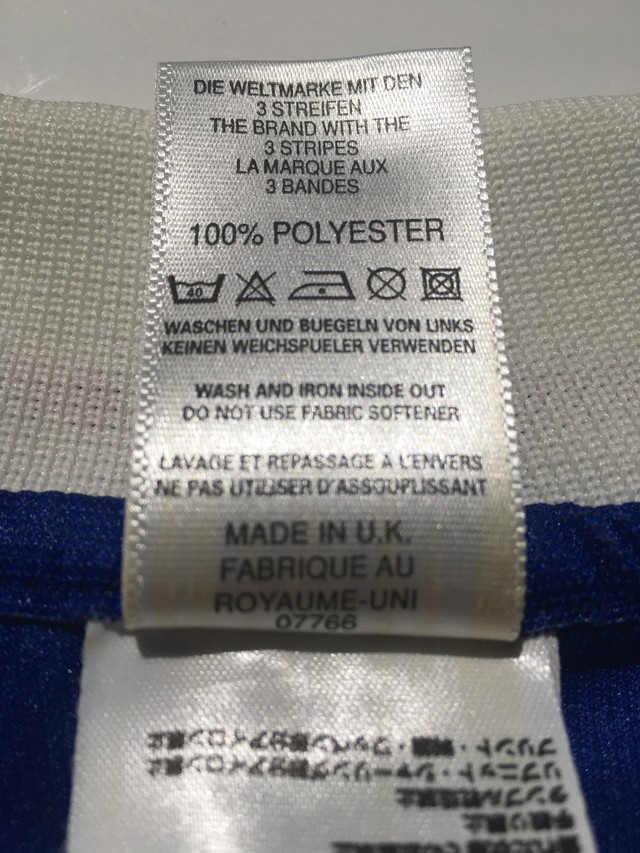 DIE WELTMARKE MIT DEN
3 STREIFEN
THE BRAND WITH THE
3 STRIPES
LA MARQUE AUX
3 BANDES
100% POLYESTER
40
WASCHEN UND BUEGELN VON LINKS
KEINEN WEICHSPUELER VERWENDEN
WASH AND IRON INSIDE OUT
DO NOT USE FABRIC SOFTENER
LAVAGE ET REPASSAGE A L'ENVERS
NE PAS UTILISER D'ASSOUPLISSANT
MADE IN U.K.
FABRIQUE AU
ROYAUME-UNI
07766